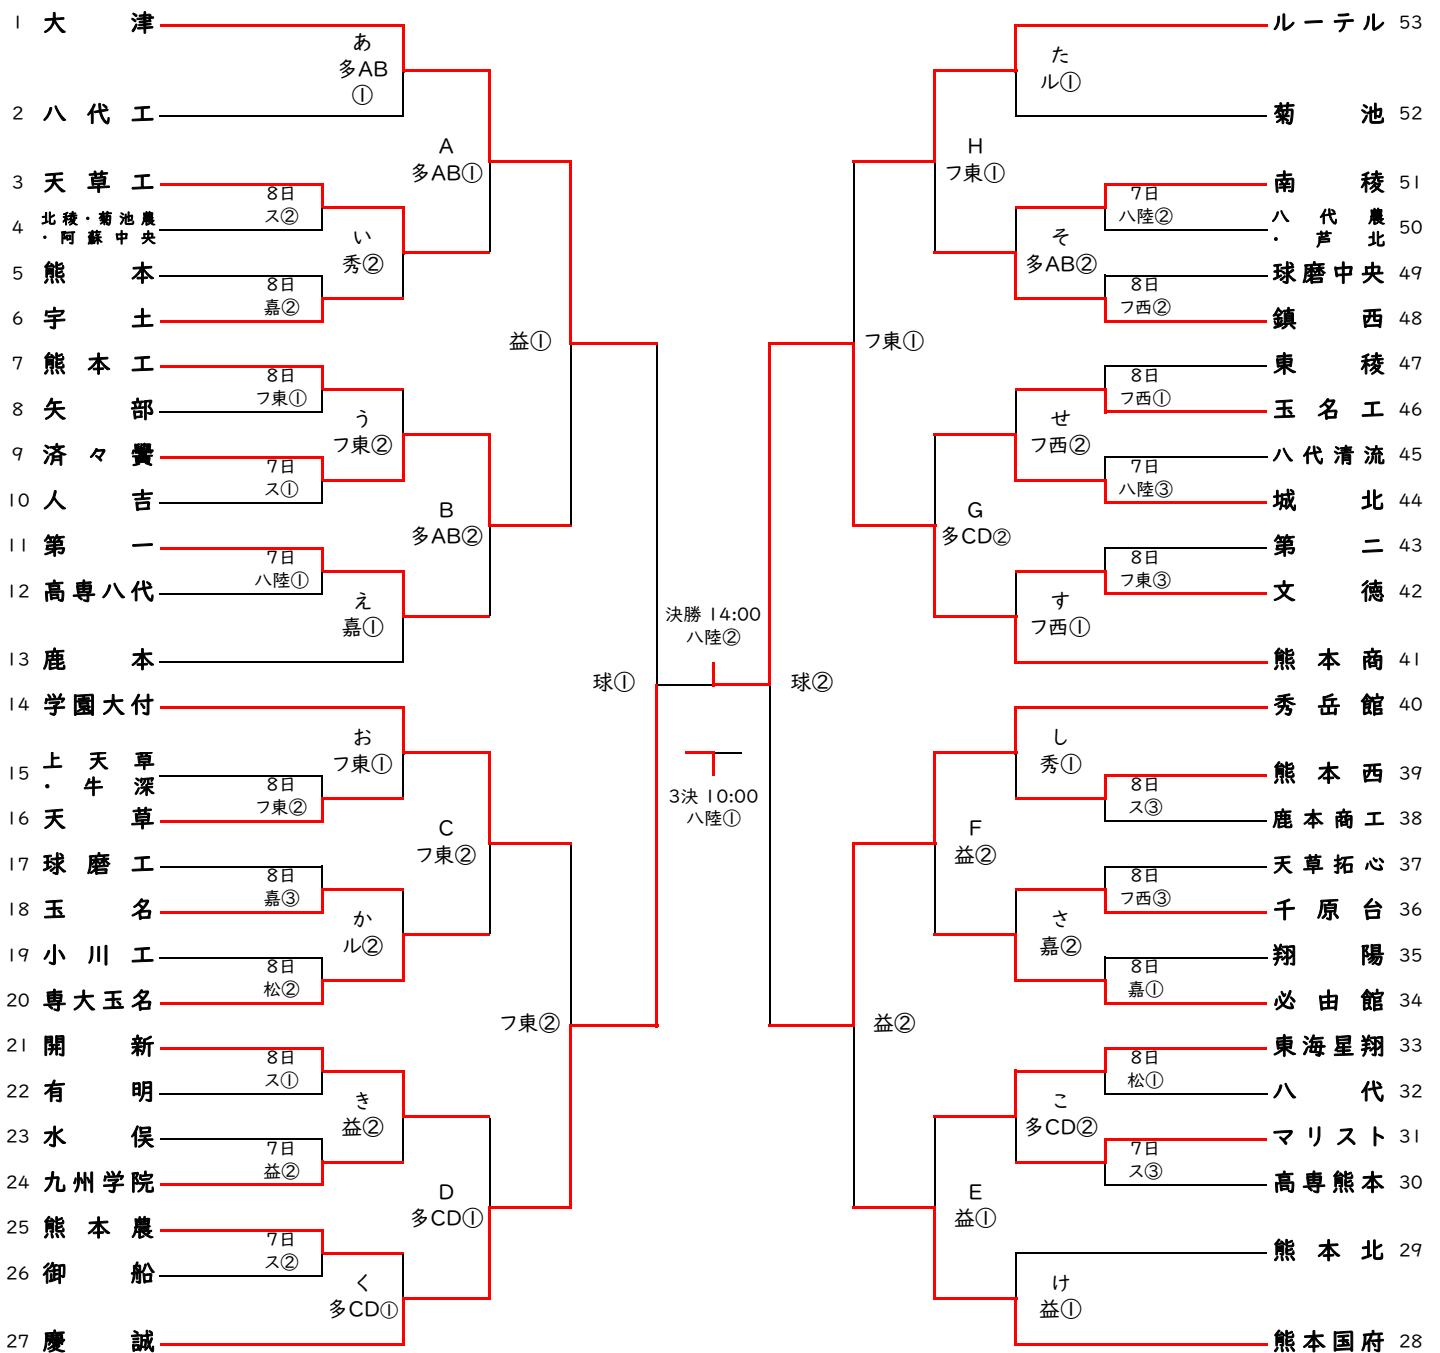 1 大津
あ
多AB
①
2 八代工
A
多AB①
3 天草工
8日
ス②
4 北稜・菊池農
・阿蘇中央
い
秀②
5 熊本
8日
嘉②
6 宇土
益①
7 熊本工
8日
フ東①
8 矢部
う
フ東②
9 済々黌
7日
ス①
10 人吉
B
多AB②
11 第一
7日
八陸①
12 高専八代
え
嘉①
13 鹿本
球①
14 学園大付
お
フ東①
15 上天草
・牛深
8日
フ東②
16 天草
C
フ東②
17 球磨工
8日
嘉③
18 玉名
か
ル②
19 小川工
8日
松②
20 専大玉名
フ東②
21 開新
8日
ス①
22 有明
き
益②
23 水俣
7日
益②
24 九州学院
D
多CD①
25 熊本農
7日
ス②
26 御船
く
多CD①
27 慶誠
決勝 14:00
八陸②
3決 10:00
八陸①
ルーテル 53
た
ル①
菊池 52
H
フ東①
南稜 51
7日
八陸②
八代農
・芦北 50
そ
多AB②
球磨中央 49
8日
フ西②
鎮西 48
フ東①
東稜 47
8日
フ西①
玉名工 46
せ
フ西②
八代清流 45
7日
八陸③
城北 44
G
多CD②
第二 43
8日
フ東③
文徳 42
す
フ西①
熊本商 41
球②
秀岳館 40
し
秀①
熊本西 39
8日
ス③
鹿本商工 38
F
益②
天草拓心 37
8日
フ西③
千原台 36
さ
嘉②
翔陽 35
8日
嘉①
必由館 34
益②
東海星翔 33
8日
松①
八代 32
こ
多CD②
マリスト 31
7日
ス③
高専熊本 30
E
益①
熊本北 29
け
益①
熊本国府 28